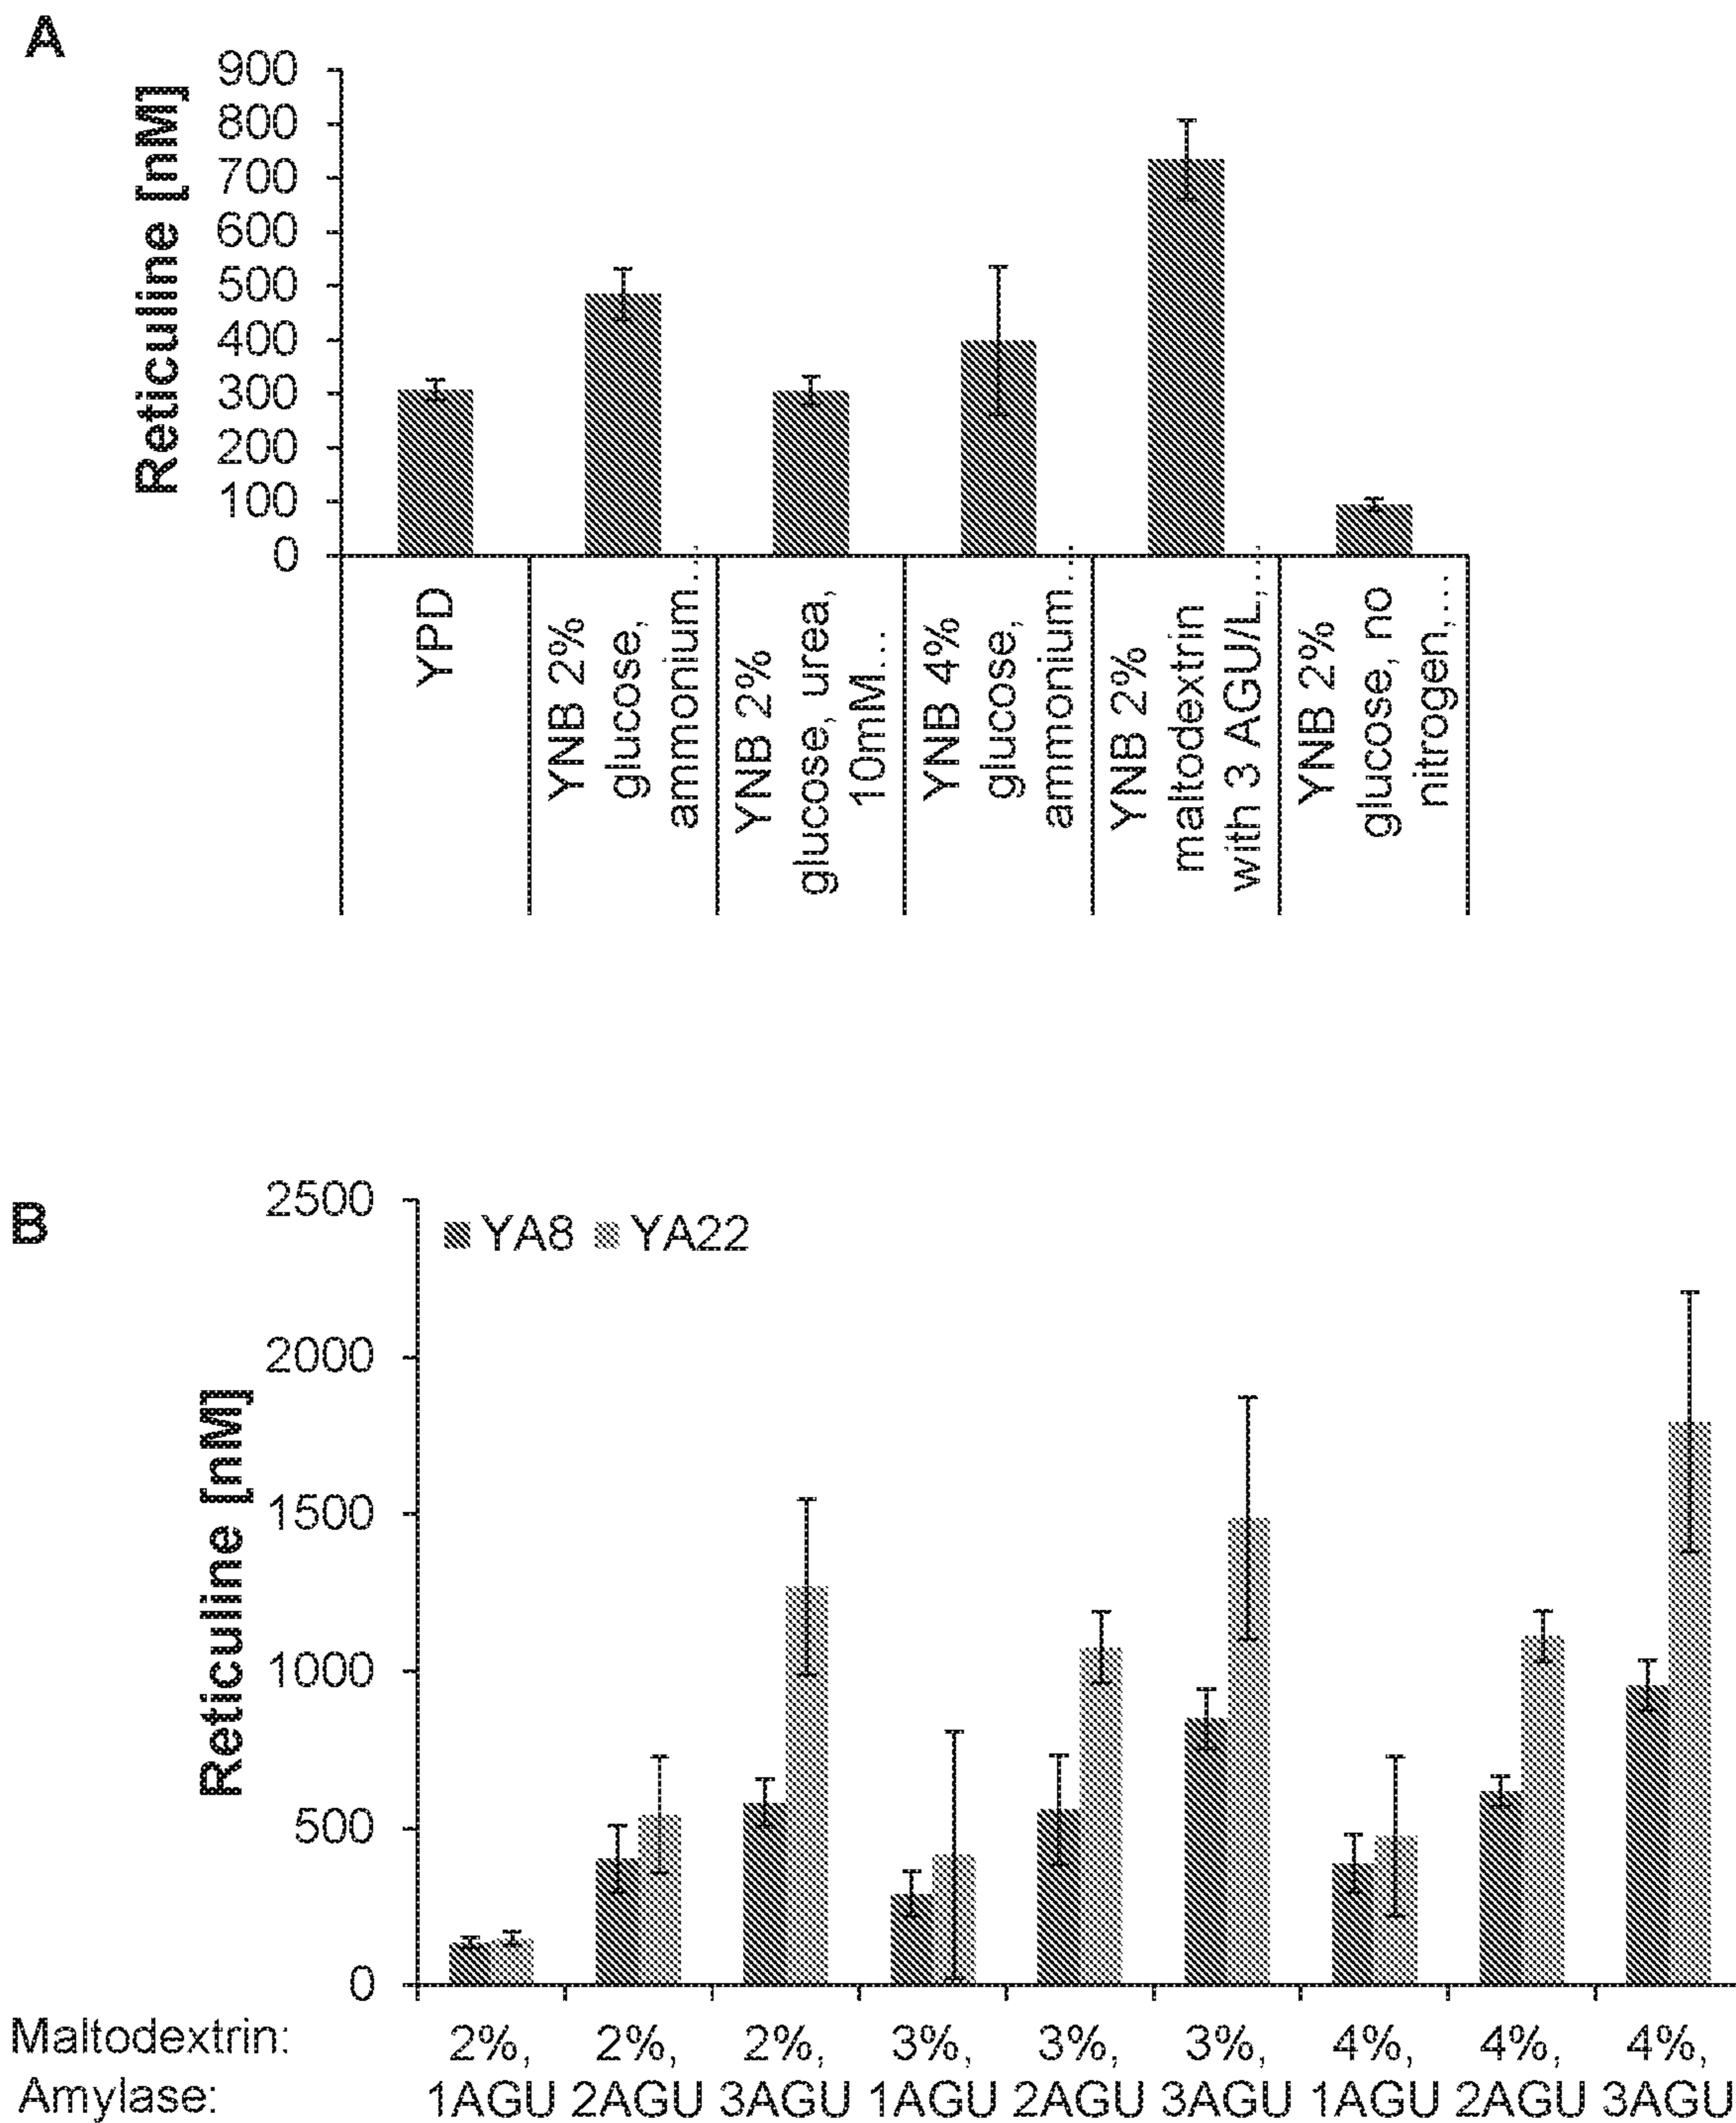 A
Reticuline [nM]
900
800
700
600
500
400
300
200
100
0
YPD
YNB 2%
glucose,
ammonium...
YNB 2%
glucose, urea,
10mM...
YNB 4%
glucose,
ammonium...
YNB 2%
maltodextrin
with 3 AGU/L,...
YNB 2%
glucose, no
nitrogen,...
B
Reticuline [nM]
2500
2000
1500
1000
500
0
YA8 YA22
Maltodextrin: 2%, 2%, 2%, 3%, 3%, 3%, 4%, 4%, 4%,
Amylase: 1AGU 2AGU 3AGU 1AGU 2AGU 3AGU 1AGU 2AGU 3AGU